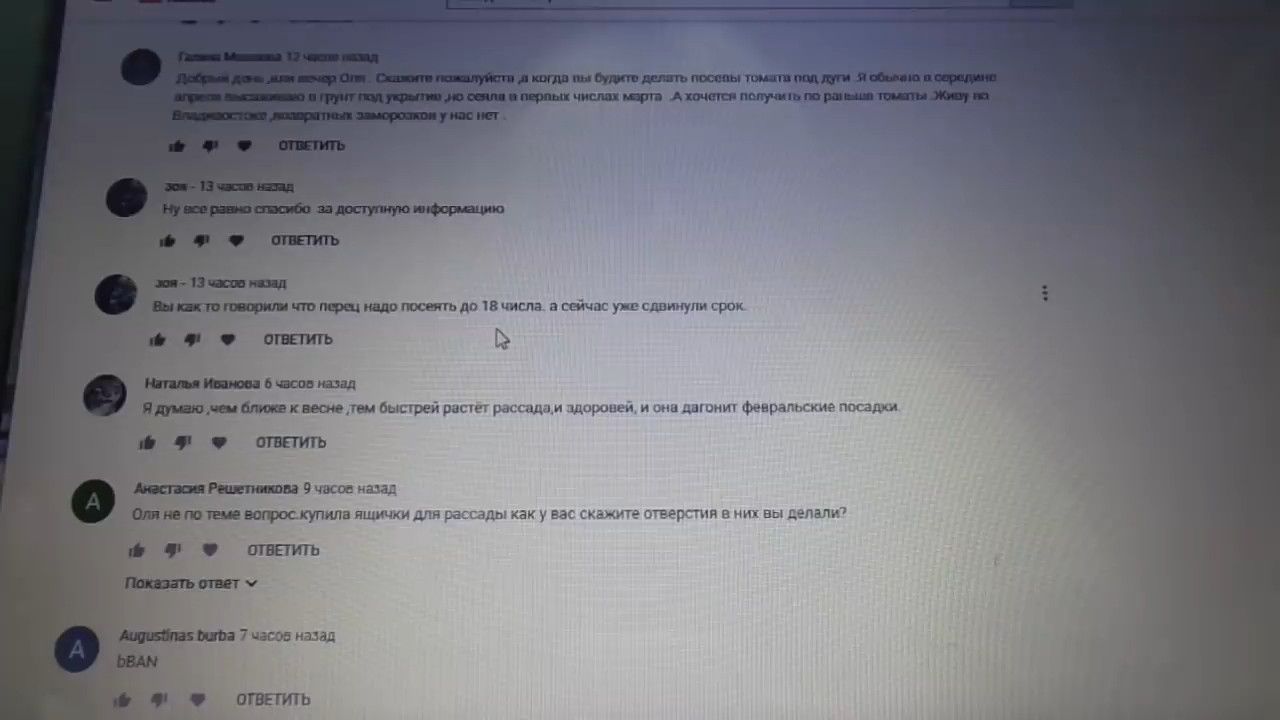 Галина Мошкова 12 часов назад
Добрый день ,или вечер Оля . Скажите пожалуйста ,а когда вы будите делать посевы томата под дуги .Я обычно в середине
апреля высаживаю в грунт под укрытие ,но сеяла в первых числах марта .А хочется получить по раньше томаты .Живу во
Владивостоке ,возвратных заморозков у нас нет .
ОТВЕТИТЬ
зоя - 13 часов назад
Ну все равно спасибо за доступную информацию
ОТВЕТИТЬ
зоя - 13 часов назад
Вы как то говорили что перец надо посеять до 18 числа. а сейчас уже сдвинули срок.
ОТВЕТИТЬ
Наталья Иванова 6 часов назад
Я думаю ,чем ближе к весне ,тем быстрей растёт рассада,и здоровей, и она дагонит февральские посадки.
ОТВЕТИТЬ
А
Анастасия Решетникова 9 часов назад
Оля не по теме вопрос.купила ящички для рассады как у вас скажите отверстия в них вы делали?
ОТВЕТИТЬ
Показать ответ
A
Augustinas burba 7 часов назад
bBAN
ОТВЕТИТЬ